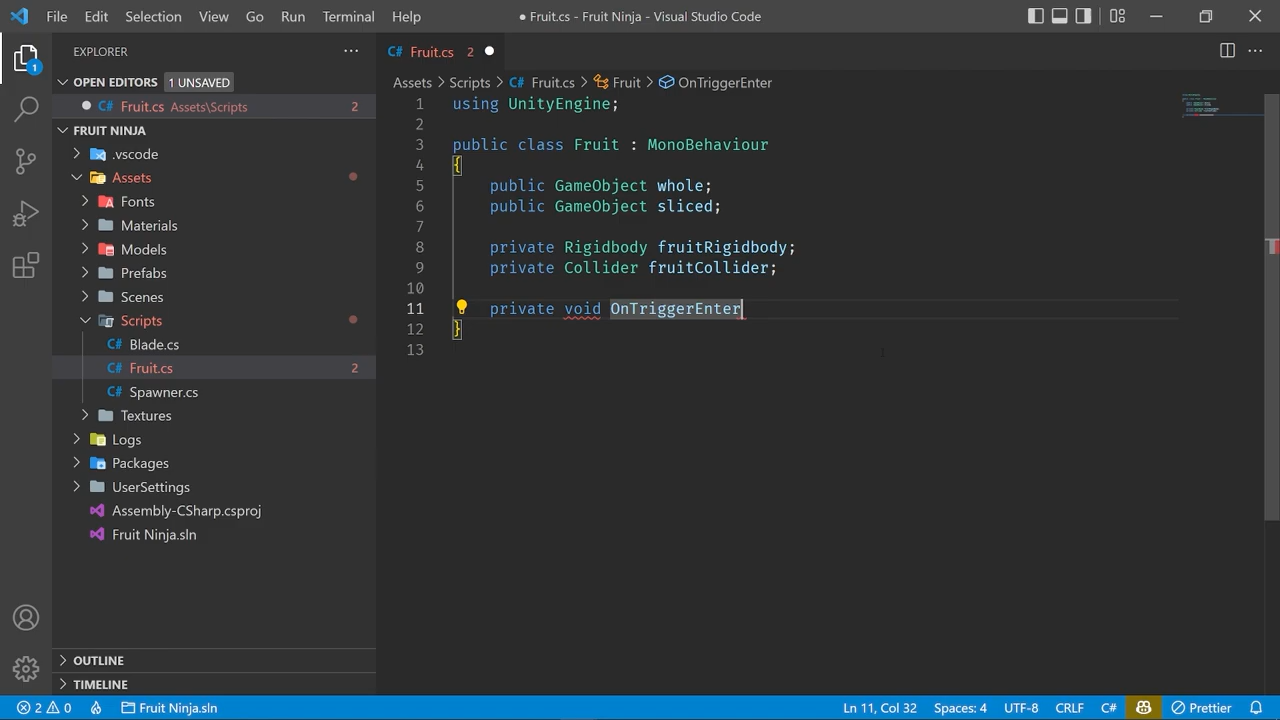 File Edit Selection View Go Run Terminal Help ● Fruit.cs - Fruit Ninja - Visual Studio Code
EXPLORER
OPEN EDITORS 1 UNSAVED
● C# Fruit.cs Assets\Scripts 2
FRUIT NINJA
.vscode
Assets
Fonts
Materials
Models
Prefabs
Scenes
Scripts
C# Blade.cs
C# Fruit.cs 2
C# Spawner.cs
Textures
Logs
Packages
UserSettings
Assembly-CSharp.csproj
Fruit Ninja.sln
OUTLINE
TIMELINE
C# Fruit.cs 2 ●
Assets > Scripts > C# Fruit.cs > Fruit > OnTriggerEnter
1 using UnityEngine;
2
3 public class Fruit : MonoBehaviour
4 {
5 public GameObject whole;
6 public GameObject sliced;
7
8 private Rigidbody fruitRigidbody;
9 private Collider fruitCollider;
10
11 private void OnTriggerEnter
12 }
13
1
2 0 Fruit Ninja.sln Ln 11, Col 32 Spaces: 4 UTF-8 CRLF C# Prettier